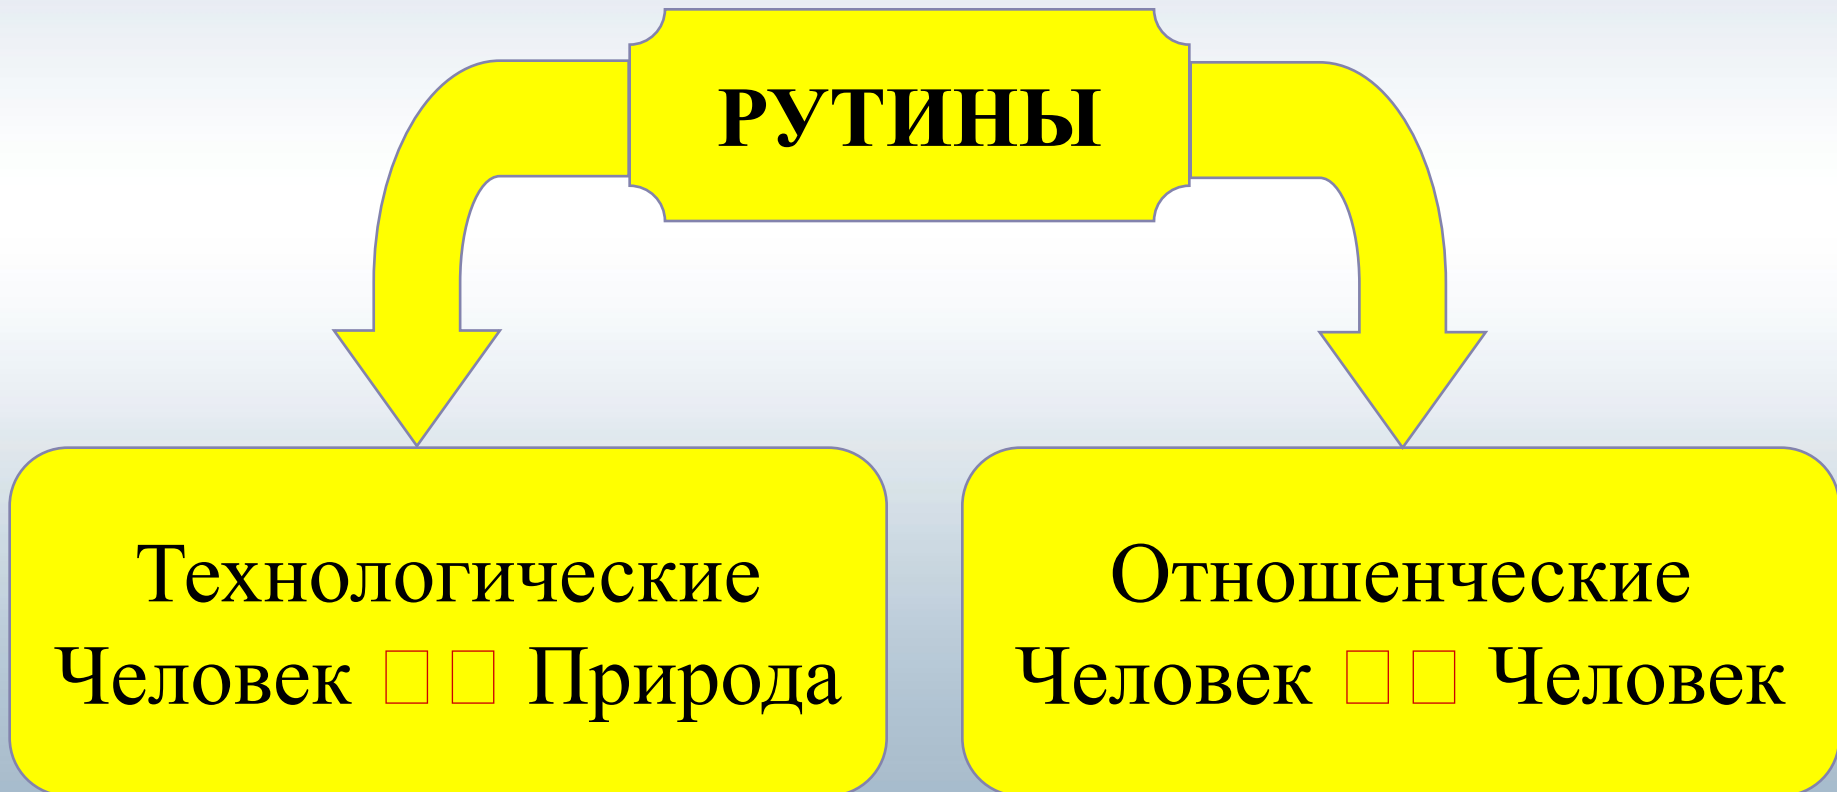 РУТИНЫ
Технологические
Человек □□ Природа
Отношенческие
Человек □□ Человек